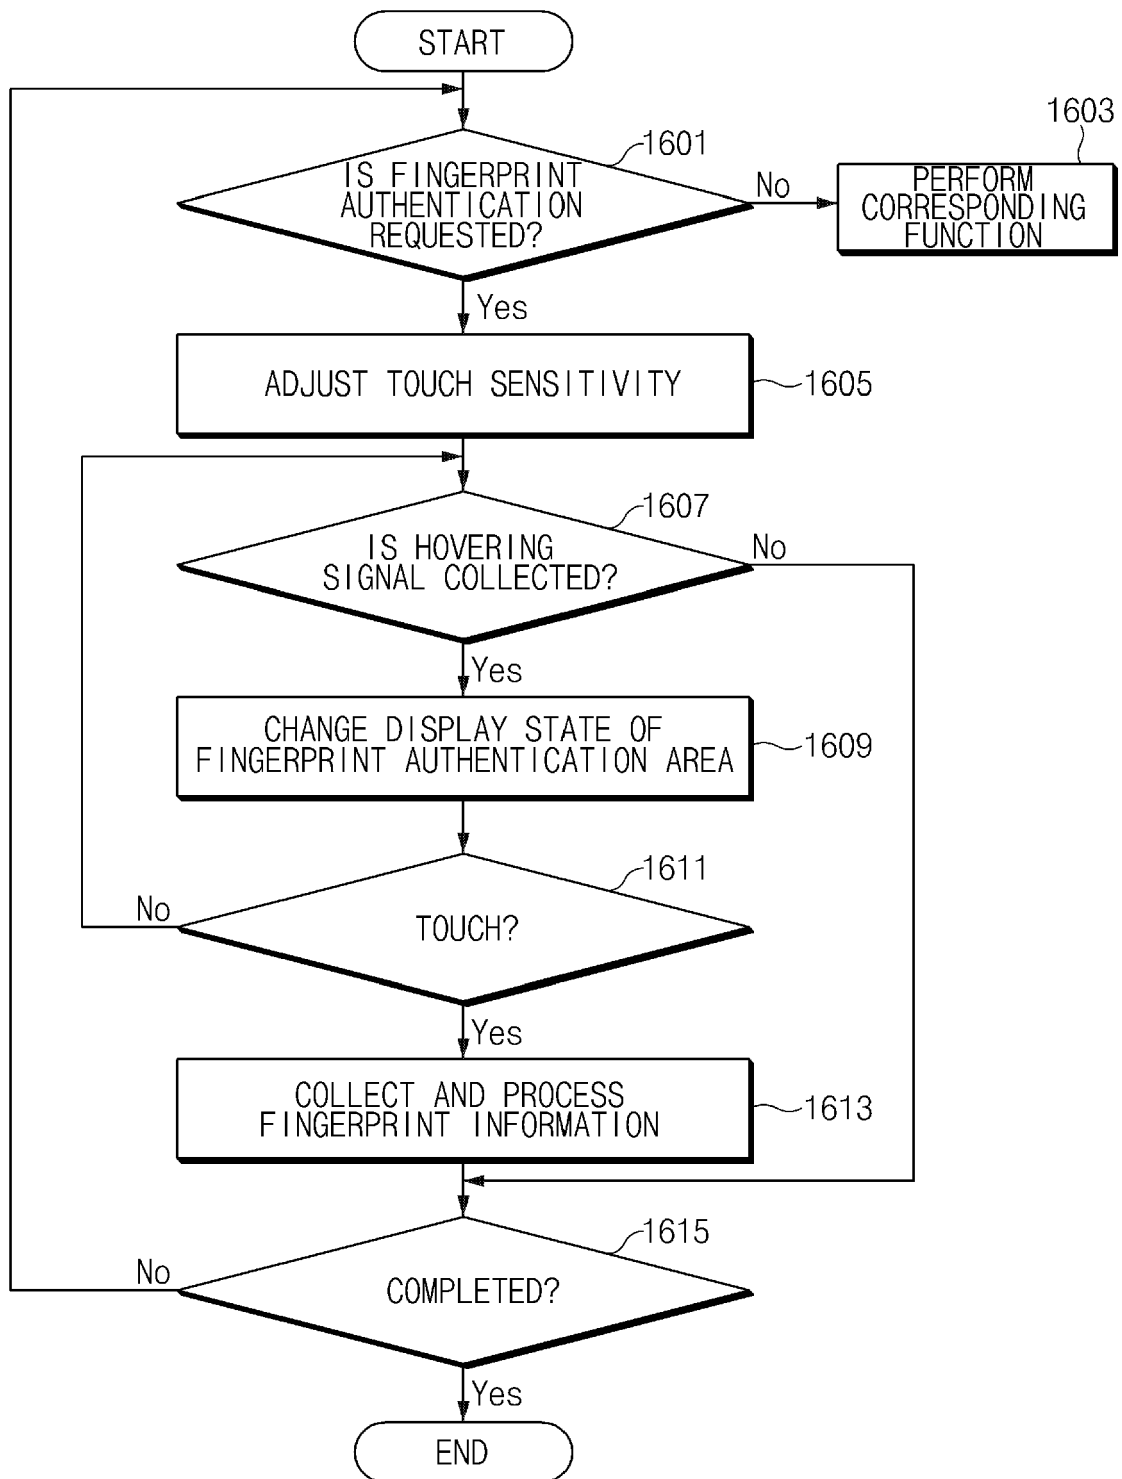 START
1601
1603
IS FINGERPRINT
AUTHENTICATION
REQUESTED?
No
PERFORM
CORRESPONDING
FUNCTION
Yes
ADJUST TOUCH SENSITIVITY
1605
1607
IS HOVERING
SIGNAL COLLECTED?
No
Yes
CHANGE DISPLAY STATE OF
FINGERPRINT AUTHENTICATION AREA
1609
1611
No
TOUCH?
Yes
COLLECT AND PROCESS
FINGERPRINT INFORMATION
1613
1615
No
COMPLETED?
Yes
END